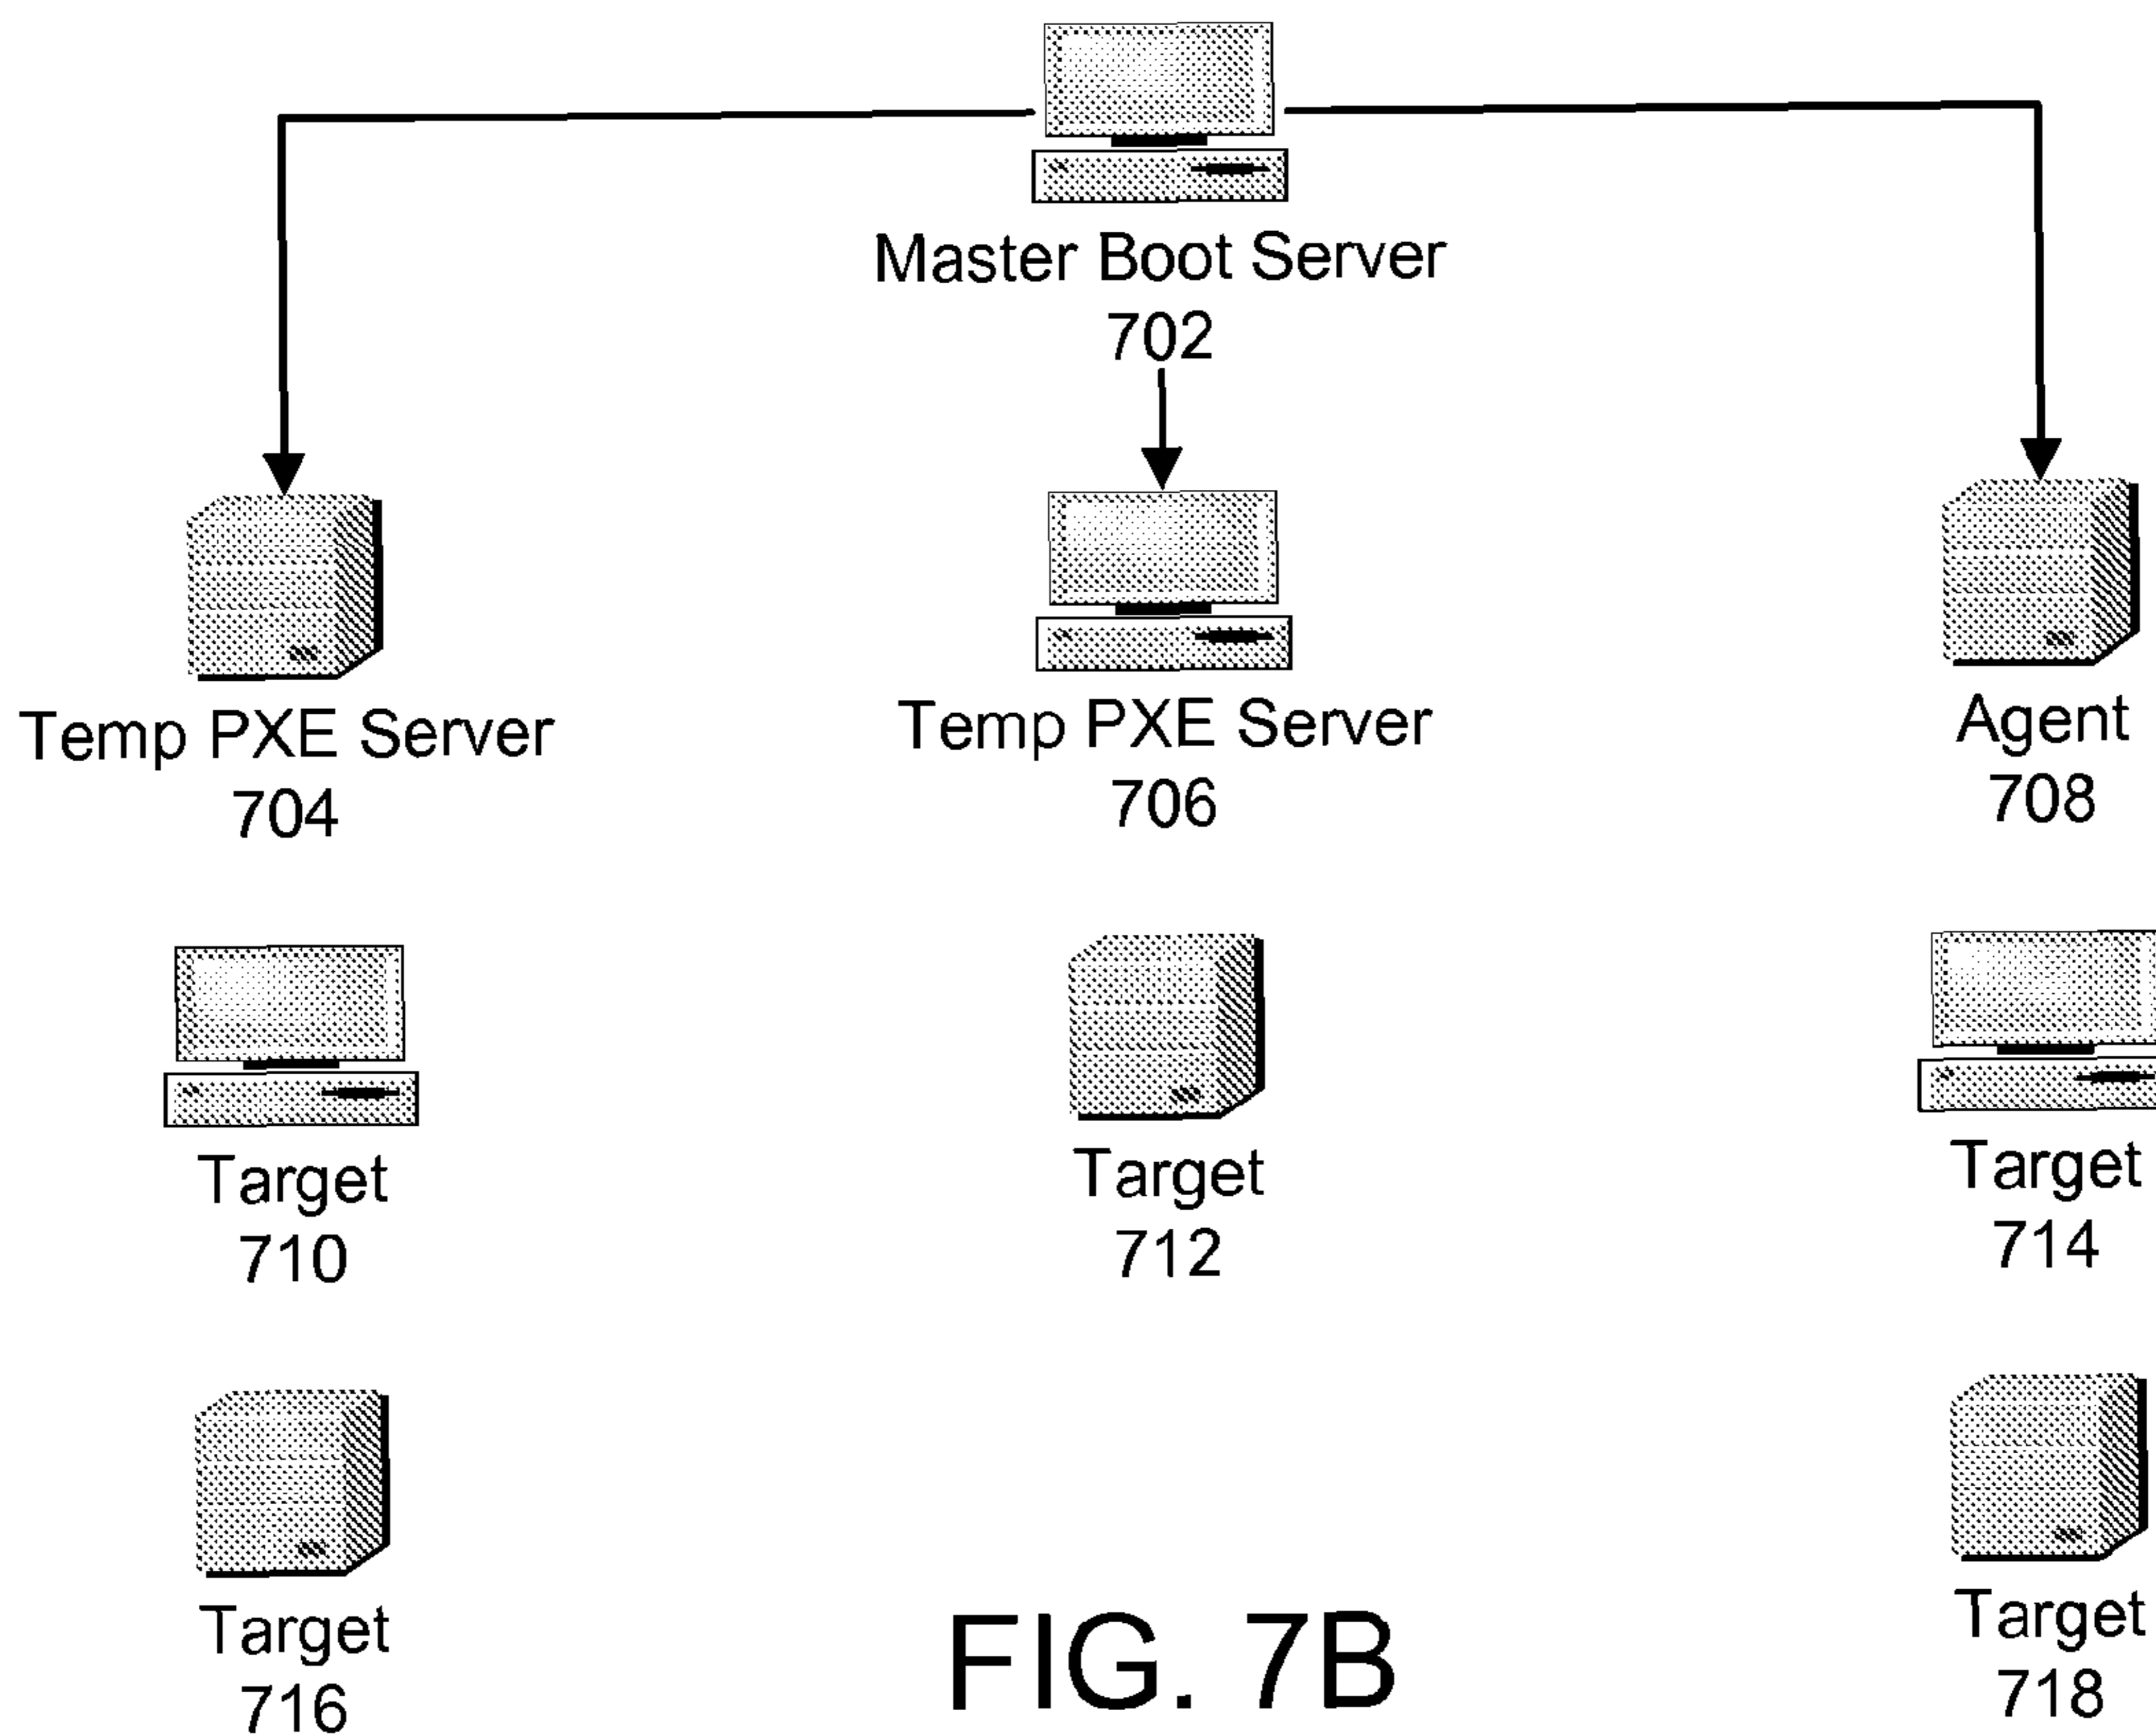 Master Boot Server
702
Temp PXE Server
704
Temp PXE Server
706
Agent
708
Target
710
Target
712
Target
714
Target
716
Target
718
FIG. 7B